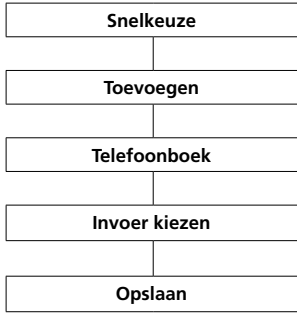 Snelkeuze
Toevoegen
Telefoonboek
Invoer kiezen
Opslaan